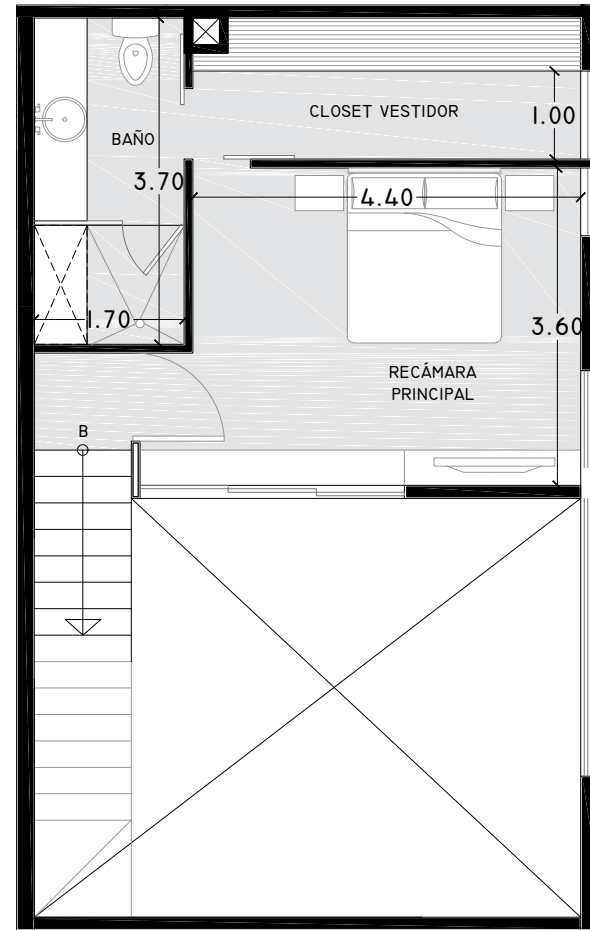 CLOSET VESTIDOR
1.00
BAÑO
3.70
4.40
1.70
3.60
RECÁMARA
PRINCIPAL
B